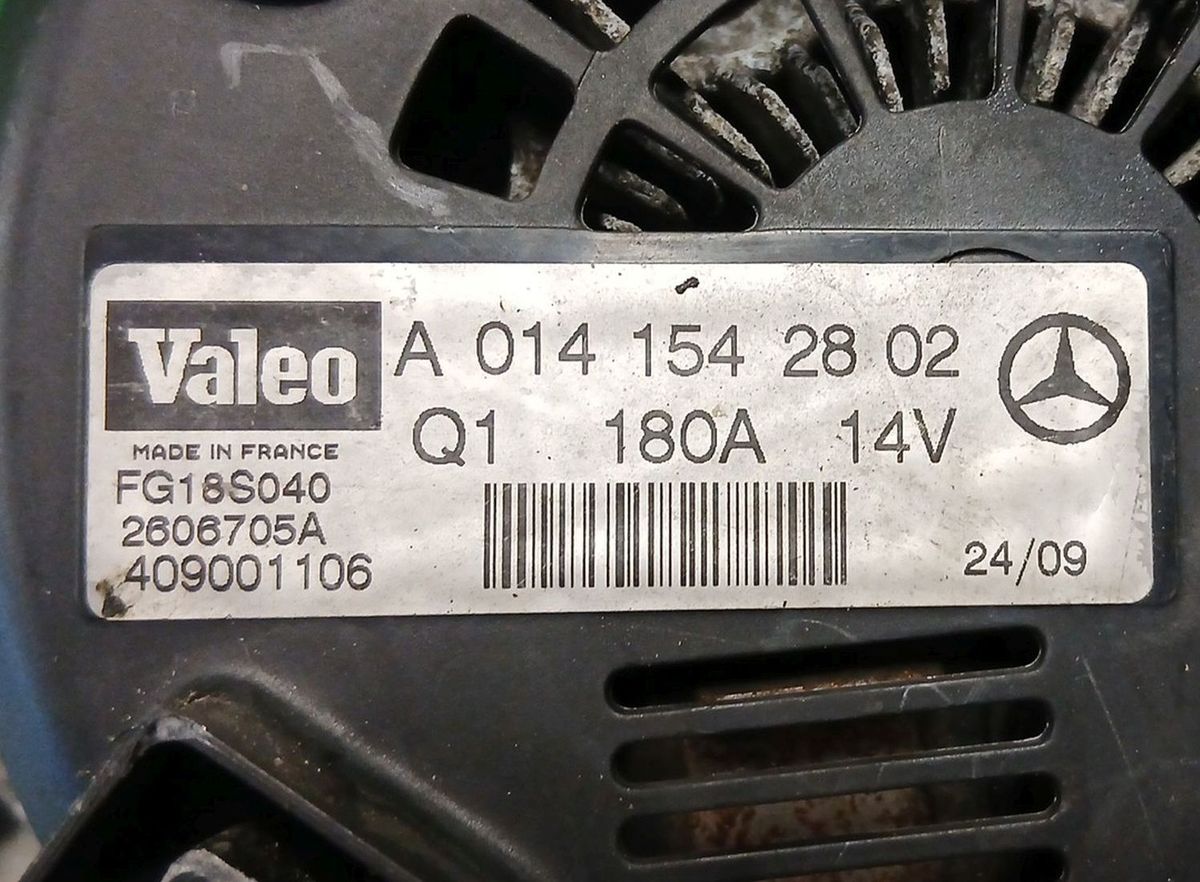 Valeo
A 014 154 28 02
Q1 180A 14V
MADE IN FRANCE
FG18S040
2606705A
409001106
24/09